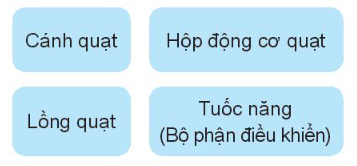 Cánh quạt
Hộp động cơ quạt
Lồng quạt
Tuốc năng
(Bộ phận điều khiển)